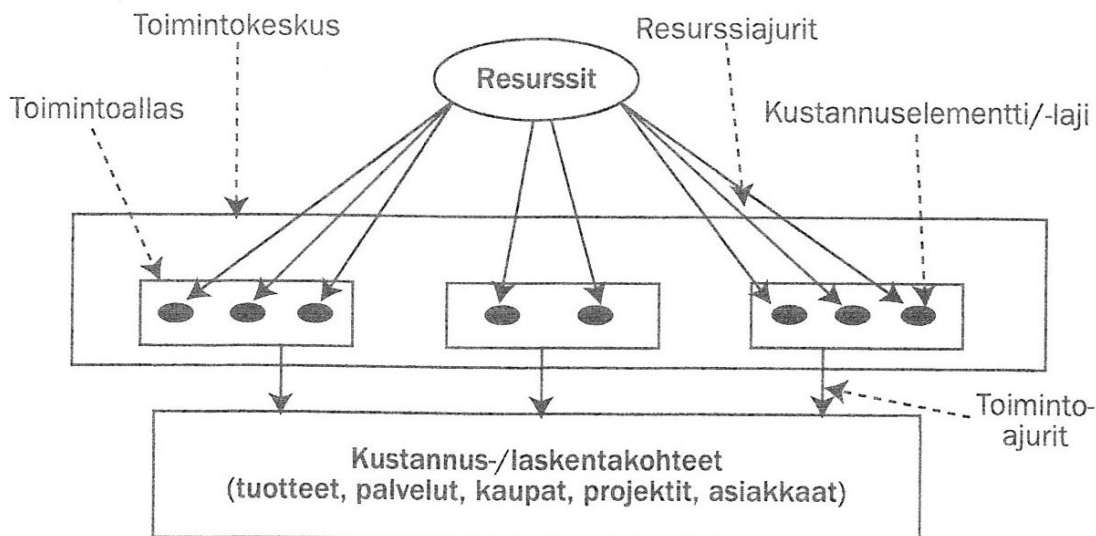 Toimintokeskus
Resurssiajurit
Resurssit
Toimintoallas
Kustannuselementti/-laji
Toiminto-
ajurit
Kustannus-/laskentakohteet
(tuotteet, palvelut, kaupat, projektit, asiakkaat)